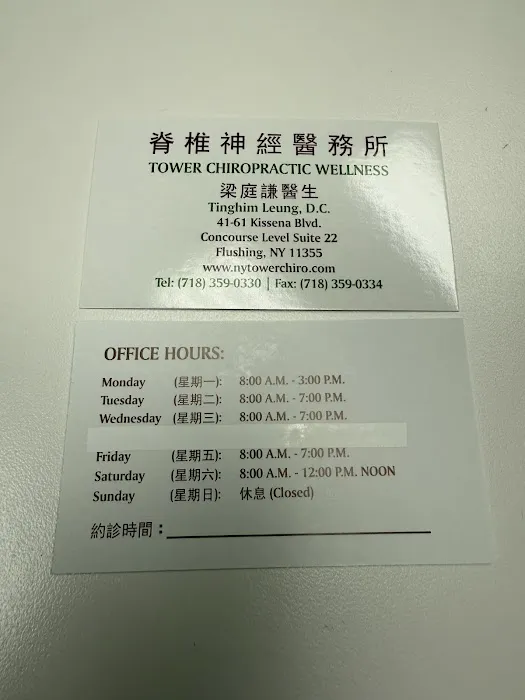 脊椎神經醫務所
TOWER CHIROPRACTIC WELLNESS
梁庭謙醫生
Tinghim Leung, D.C.
41-61 Kissena Blvd.
Concourse Level Suite 22
Flushing, NY 11355
www.nytowerchiro.com
Tel: (718) 359-0330 | Fax: (718) 359-0334
OFFICE HOURS:
Monday (星期一): 8:00 A.M. - 3:00 P.M.
Tuesday (星期二): 8:00 A.M. - 7:00 P.M.
Wednesday (星期三): 8:00 A.M. - 7:00 P.M.
Friday (星期五): 8:00 A.M. - 7:00 P.M.
Saturday (星期六): 8:00 A.M. - 12:00 P.M. NOON
Sunday (星期日): 休息 (Closed)
約診時間：